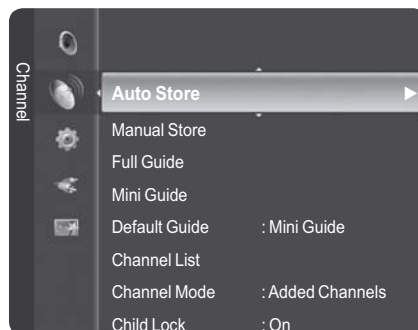 Channel
Auto Store
Manual Store
Full Guide
Mini Guide
Default Guide : Mini Guide
Channel List
Channel Mode : Added Channels
Child Lock : On